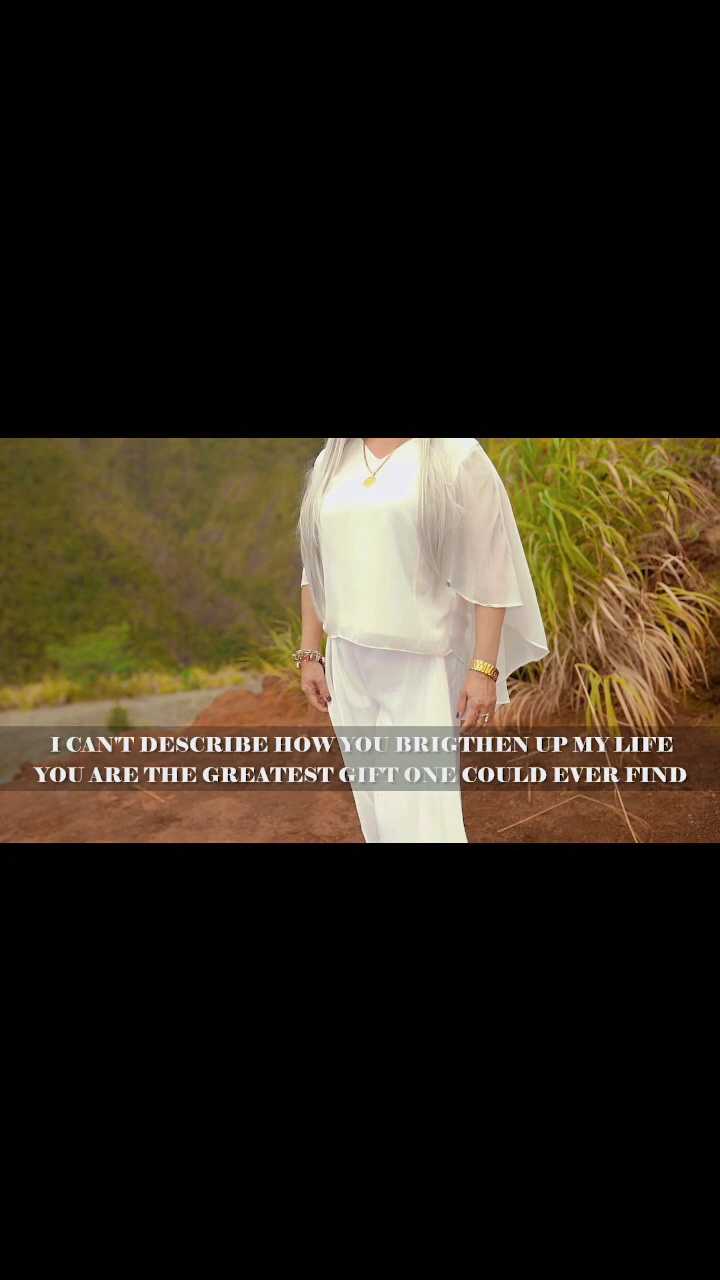 I CAN'T DESCRIBE HOW YOU BRIGTHEN UP MY LIFE
YOU ARE THE GREATEST GIFT ONE COULD EVER FIND